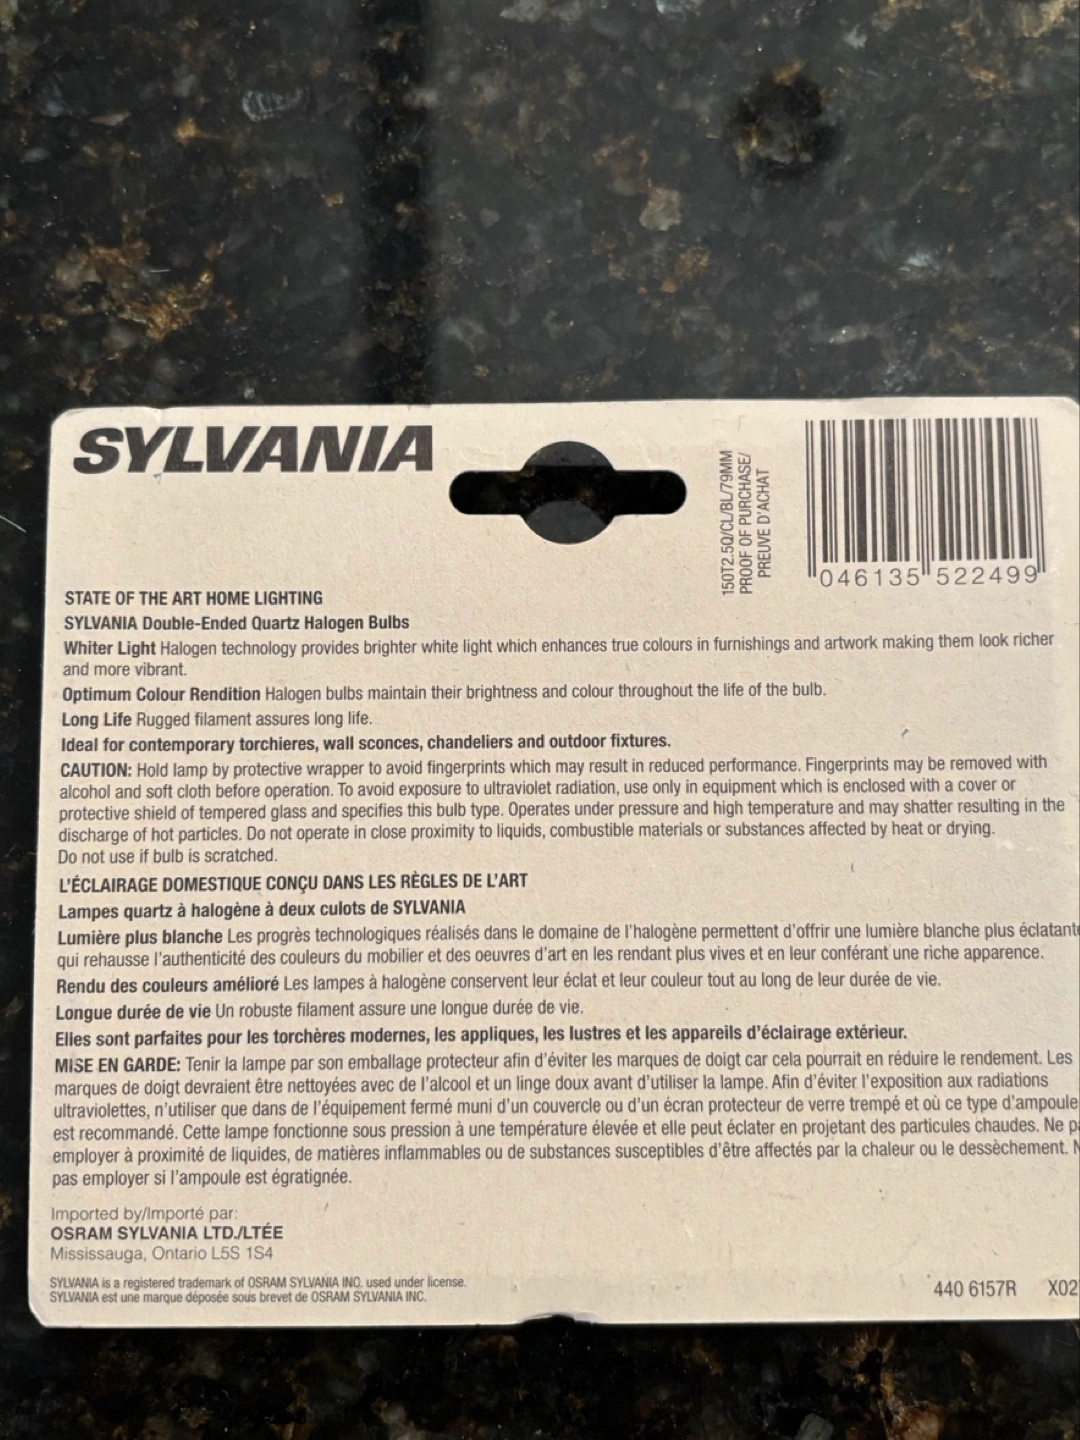 SYLVANIA
150T2.5Q/CL/BL/79MM
PROOF OF PURCHASE/
PREUVE D'ACHAT
046135 522499
STATE OF THE ART HOME LIGHTING
SYLVANIA Double-Ended Quartz Halogen Bulbs
Whiter Light Halogen technology provides brighter white light which enhances true colours in furnishings and artwork making them look richer
and more vibrant.
Optimum Colour Rendition Halogen bulbs maintain their brightness and colour throughout the life of the bulb.
Long Life Rugged filament assures long life.
Ideal for contemporary torchieres, wall sconces, chandeliers and outdoor fixtures.
CAUTION: Hold lamp by protective wrapper to avoid fingerprints which may result in reduced performance. Fingerprints may be removed with
alcohol and soft cloth before operation. To avoid exposure to ultraviolet radiation, use only in equipment which is enclosed with a cover or
protective shield of tempered glass and specifies this bulb type. Operates under pressure and high temperature and may shatter resulting in the
discharge of hot particles. Do not operate in close proximity to liquids, combustible materials or substances affected by heat or drying.
Do not use if bulb is scratched.
L'ÉCLAIRAGE DOMESTIQUE CONÇU DANS LES RÈGLES DE L'ART
Lampes quartz à halogène à deux culots de SYLVANIA
Lumière plus blanche Les progrès technologiques réalisés dans le domaine de l'halogène permettent d'offrir une lumière blanche plus éclatante
qui rehausse l'authenticité des couleurs du mobilier et des oeuvres d'art en les rendant plus vives et en leur conférant une riche apparence.
Rendu des couleurs amélioré Les lampes à halogène conservent leur éclat et leur couleur tout au long de leur durée de vie.
Longue durée de vie Un robuste filament assure une longue durée de vie.
Elles sont parfaites pour les torchères modernes, les appliques, les lustres et les appareils d'éclairage extérieur.
MISE EN GARDE: Tenir la lampe par son emballage protecteur afin d'éviter les marques de doigt car cela pourrait en réduire le rendement. Les
marques de doigt devraient être nettoyées avec de l'alcool et un linge doux avant d'utiliser la lampe. Afin d'éviter l'exposition aux radiations
ultraviolettes, n'utiliser que dans de l'équipement fermé muni d'un couvercle ou d'un écran protecteur de verre trempé et où ce type d'ampoule
est recommandé. Cette lampe fonctionne sous pression à une température élevée et elle peut éclater en projetant des particules chaudes. Ne
employer à proximité de liquides, de matières inflammables ou de substances susceptibles d'être affectés par la chaleur ou le dessèchement.
pas employer si l'ampoule est égratignée.
Imported by/Importé par:
OSRAM SYLVANIA LTD./LTÉE
Mississauga, Ontario L5S 1S4
SYLVANIA is a registered trademark of OSRAM SYLVANIA INC. used under license.
SYLVANIA est une marque déposée sous brevet de OSRAM SYLVANIA INC.
440 6157R X02